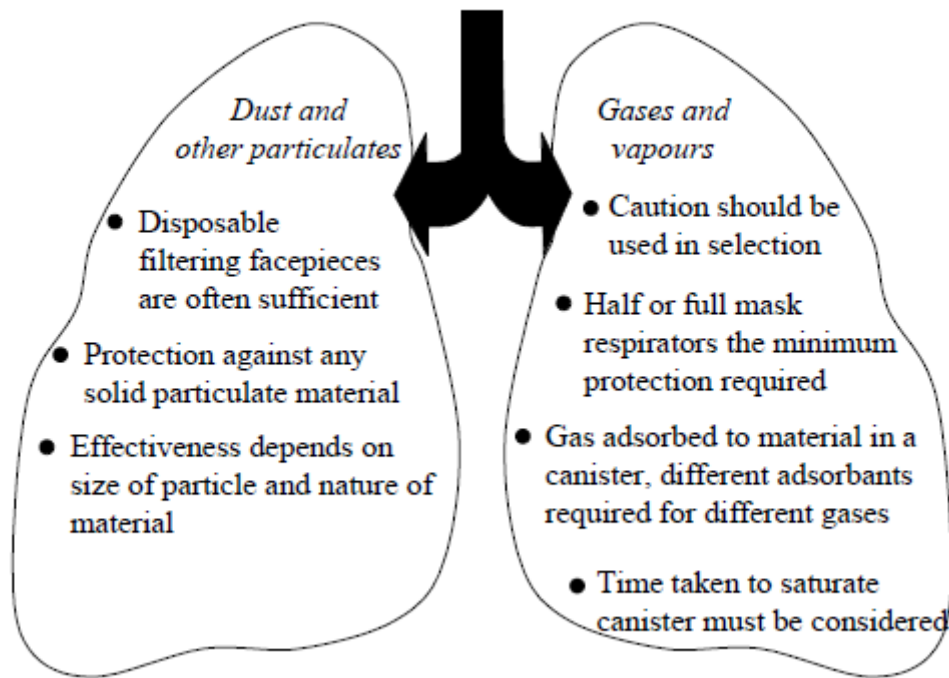 Dust and
other particulates
● Disposable
filtering facepieces
are often sufficient
● Protection against any
solid particulate material
● Effectiveness depends on
size of particle and nature of
material
Gases and
vapours
● Caution should be
used in selection
● Half or full mask
respirators the minimum
protection required
● Gas adsorbed to material in a
canister, different adsorbants
required for different gases
● Time taken to saturate
canister must be considered